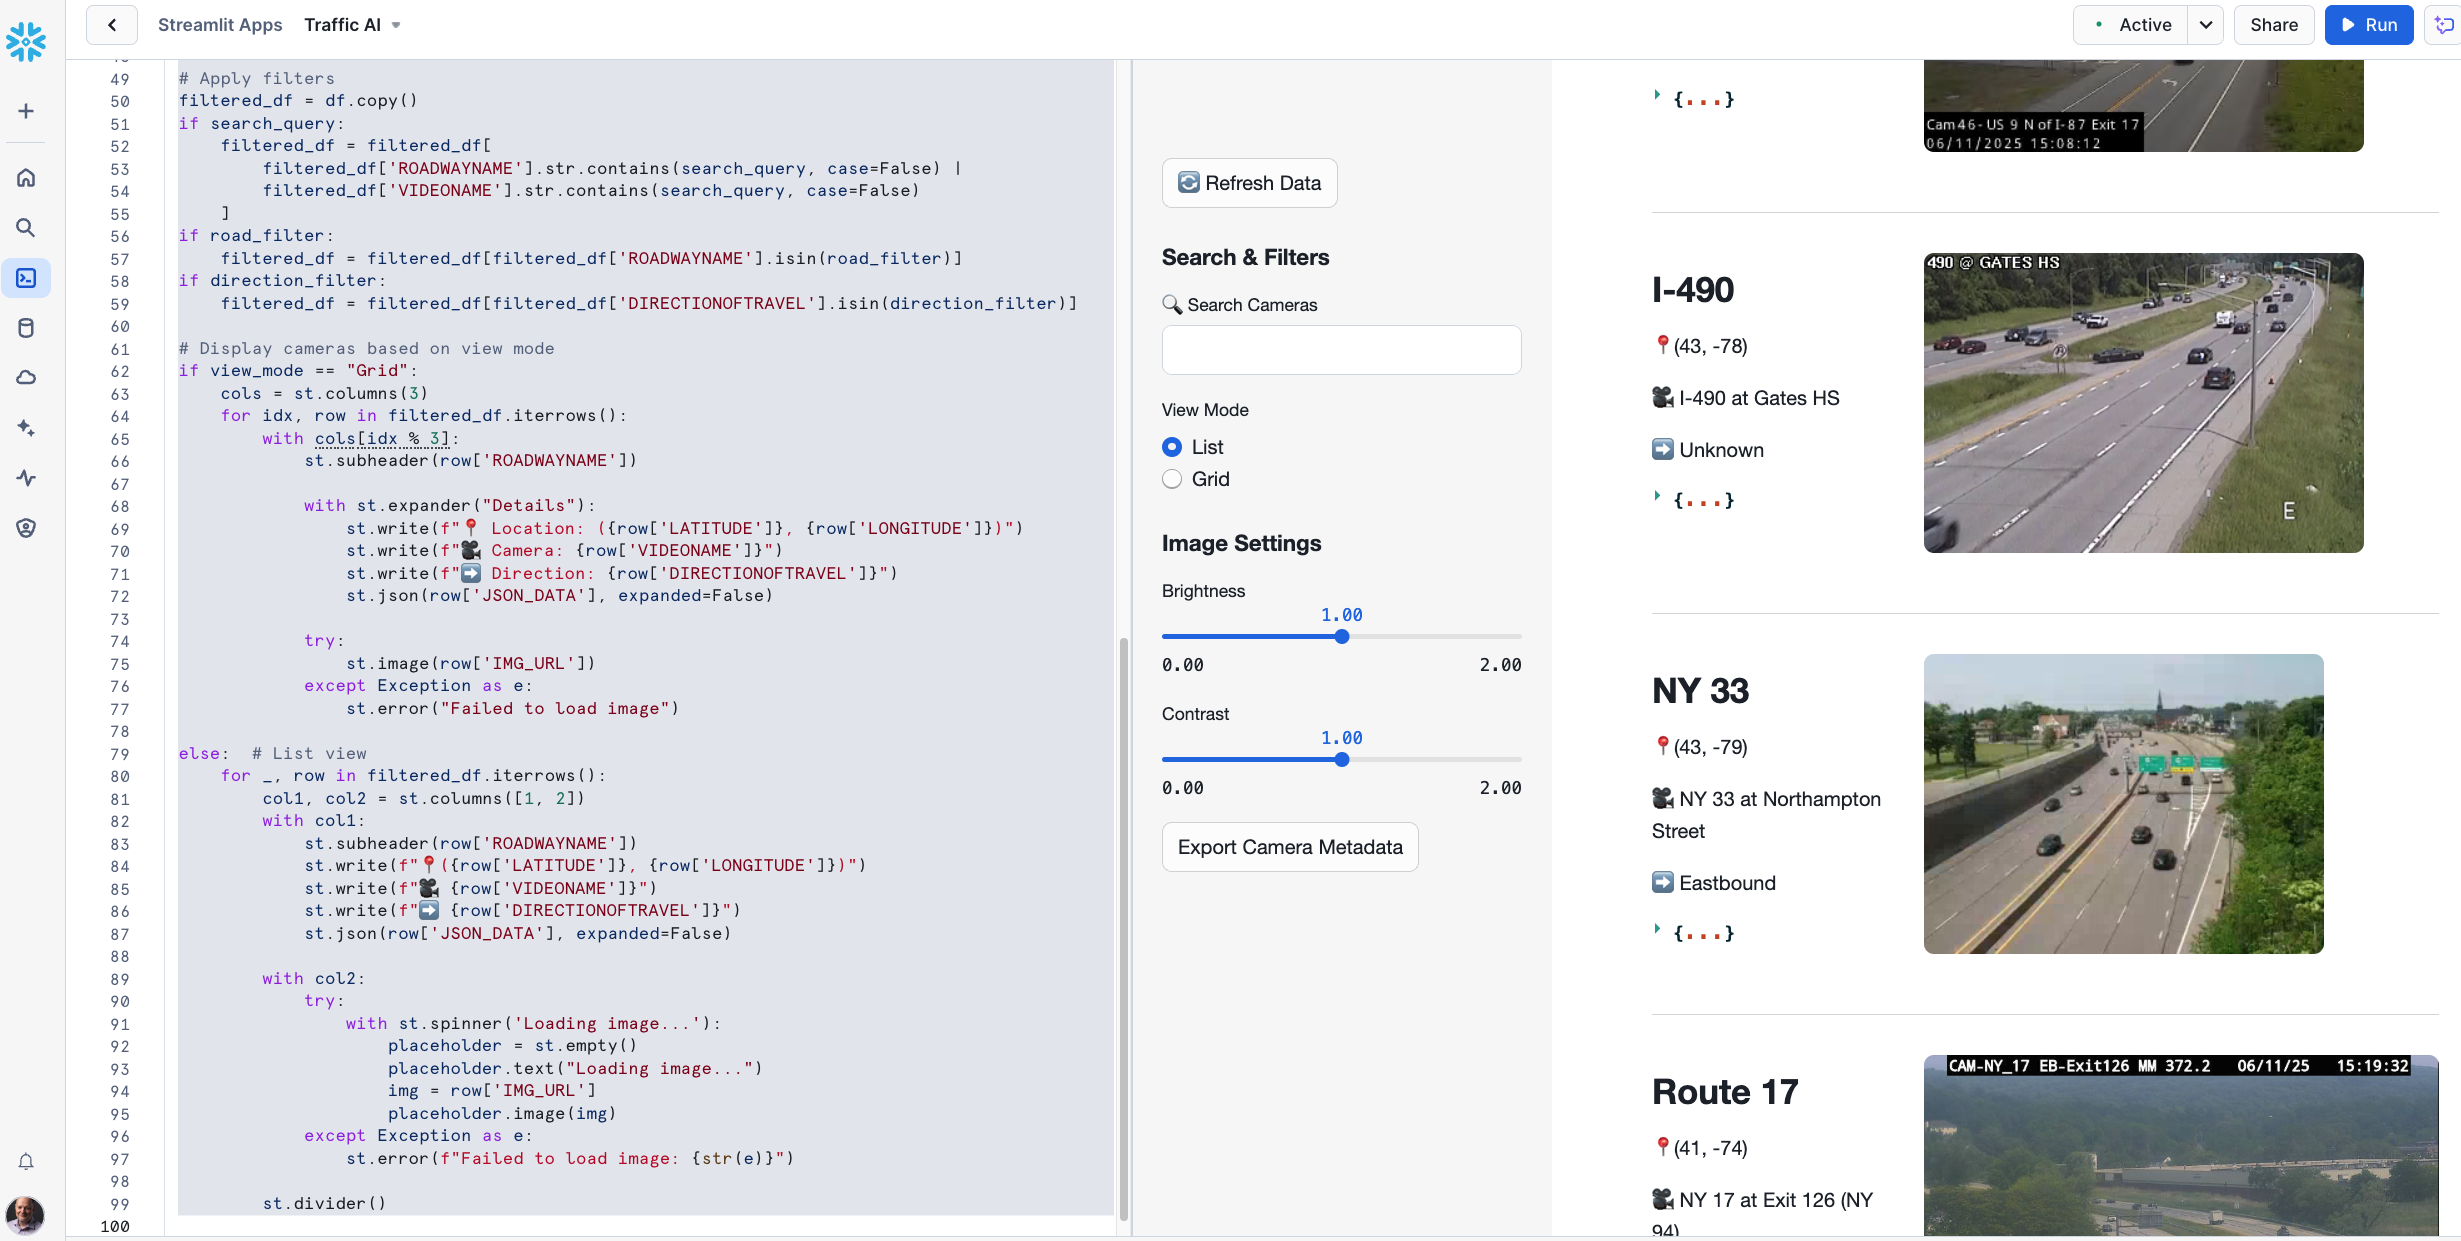 Streamlit Apps Traffic AI
Active
Share
Run
49 # Apply filters
50 filtered_df = df.copy()
51 if search_query:
52 filtered_df = filtered_df[
53 filtered_df['ROADWAYNAME'].str.contains(search_query, case=False) |
54 filtered_df['VIDEONAME'].str.contains(search_query, case=False)
55 ]
56 if road_filter:
57 filtered_df = filtered_df[filtered_df['ROADWAYNAME'].isin(road_filter)]
58 if direction_filter:
59 filtered_df = filtered_df[filtered_df['DIRECTIONOFTRAVEL'].isin(direction_filter)]
60
61 # Display cameras based on view mode
62 if view_mode == "Grid":
63 cols = st.columns(3)
64 for idx, row in filtered_df.iterrows():
65 with cols[idx % 3]:
66 st.subheader(row['ROADWAYNAME'])
67
68 with st.expander("Details"):
69 st.write(f"📍 Location: ({row['LATITUDE']}, {row['LONGITUDE']})")
70 st.write(f"🎥 Camera: {row['VIDEONAME']}")
71 st.write(f"➡️ Direction: {row['DIRECTIONOFTRAVEL']}")
72 st.json(row['JSON_DATA'], expanded=False)
73
74 try:
75 st.image(row['IMG_URL'])
76 except Exception as e:
77 st.error("Failed to load image")
78
79 else: # List view
80 for _, row in filtered_df.iterrows():
81 col1, col2 = st.columns([1, 2])
82 with col1:
83 st.subheader(row['ROADWAYNAME'])
84 st.write(f"📍({row['LATITUDE']}, {row['LONGITUDE']})")
85 st.write(f"🎥 {row['VIDEONAME']}")
86 st.write(f"➡️ {row['DIRECTIONOFTRAVEL']}")
87 st.json(row['JSON_DATA'], expanded=False)
88
89 with col2:
90 try:
91 with st.spinner('Loading image...'):
92 placeholder = st.empty()
93 placeholder.text("Loading image...")
94 img = row['IMG_URL']
95 placeholder.image(img)
96 except Exception as e:
97 st.error(f"Failed to load image: {str(e)}")
98
99 st.divider()
100
🔄 Refresh Data
Search & Filters
🔍 Search Cameras
View Mode
List
Grid
Image Settings
Brightness
1.00
0.00 2.00
Contrast
1.00
0.00 2.00
Export Camera Metadata
{...}
Cam46- US 9 N of I-87 Exit 17
06/11/2025 15:08:12
I-490
📍(43, -78)
🎥 I-490 at Gates HS
➡️ Unknown
{...}
490 @ GATES HS
E
NY 33
📍(43, -79)
🎥 NY 33 at Northampton
Street
➡️ Eastbound
{...}
Route 17
📍(41, -74)
🎥 NY 17 at Exit 126 (NY
94)
CAM-NY_17 EB-Exit126 MM 372.2 06/11/25 15:19:32